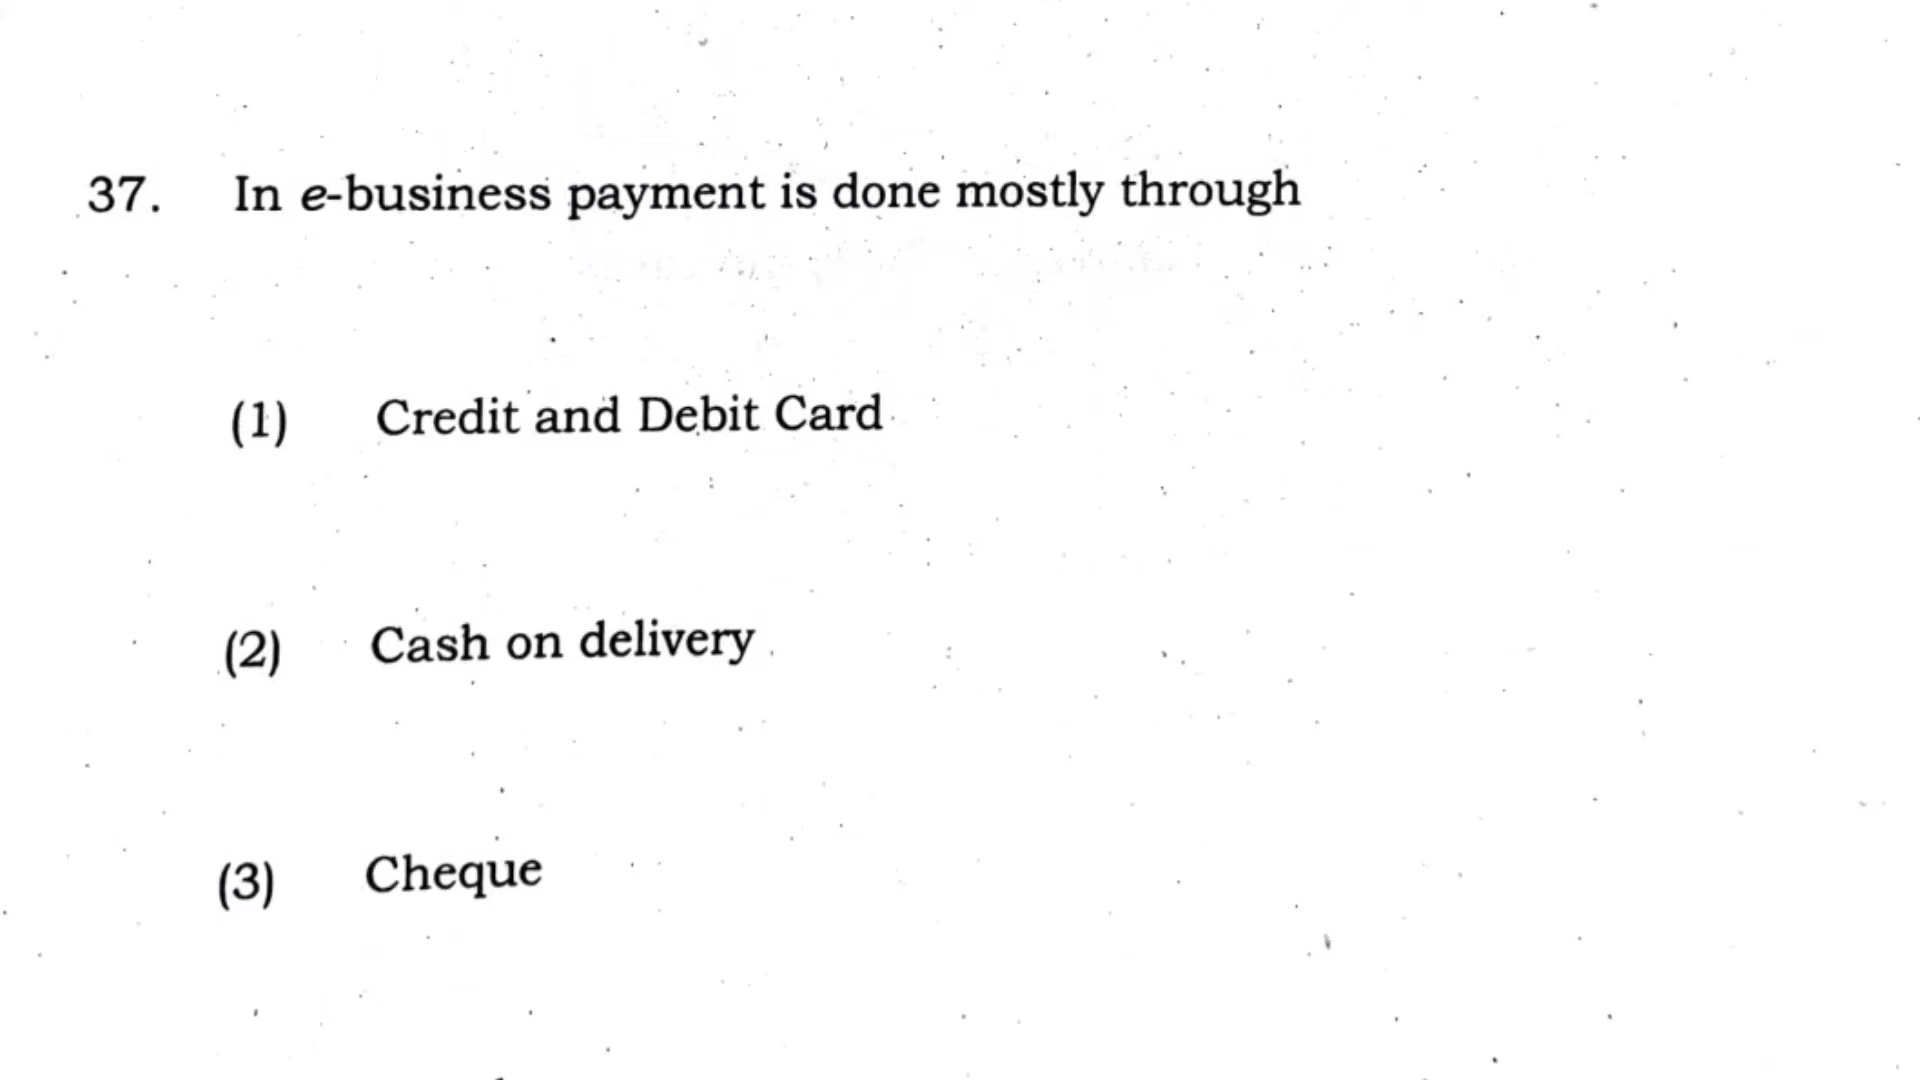 37. In e-business payment is done mostly through
(1) Credit and Debit Card
(2) Cash on delivery
(3) Cheque